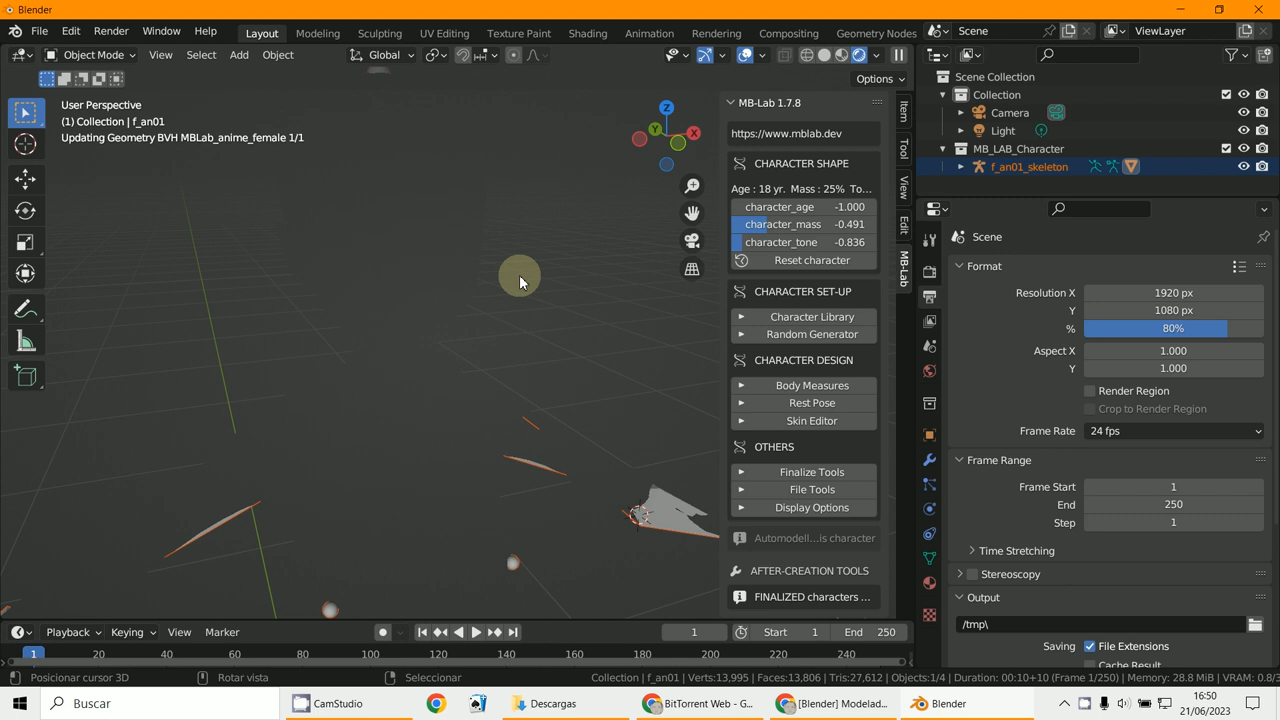 Blender
File Edit Render Window Help Layout Modeling Sculpting UV Editing Texture Paint Shading Animation Rendering Compositing Geometry Nodes Scene ViewLayer
Object Mode View Select Add Object Global
Options
User Perspective
(1) Collection | f_an01
Updating Geometry BVH MBLab_anime_female 1/1
X
Y
Z
MB-Lab 1.7.8
https://www.mblab.dev
CHARACTER SHAPE
Age : 18 yr. Mass : 25% To...
character_age -1.000
character_mass -0.491
character_tone -0.836
Reset character
CHARACTER SET-UP
Character Library
Random Generator
CHARACTER DESIGN
Body Measures
Rest Pose
Skin Editor
OTHERS
Finalize Tools
File Tools
Display Options
Automodell...is character
AFTER-CREATION TOOLS
FINALIZED characters ...
Item
Tool
View
Edit
MB-Lab
Scene Collection
Collection
Camera
Light
MB_LAB_Character
f_an01_skeleton
Scene
Format
Resolution X 1920 px
Y 1080 px
% 80%
Aspect X 1.000
Y 1.000
Render Region
Crop to Render Region
Frame Rate 24 fps
Frame Range
Frame Start 1
End 250
Step 1
Time Stretching
Stereoscopy
Output
/tmp\
Saving File Extensions
Cache Result
Playback Keying View Marker 1 Start 1 End 250
1 20 40 60 80 100 120 140 160 180 200 220 240
Posicionar cursor 3D Rotar vista Seleccionar Collection | f_an01 | Verts:13,995 | Faces:13,806 | Tris:27,612 | Objects:1/4 | Duration: 00:10+10 (Frame 1/250) | Memory: 28.8 MiB | VRAM: 0.8/3
Buscar CamStudio Descargas BitTorrent Web - G... [Blender] Modelad... Blender
16:50
21/06/2023